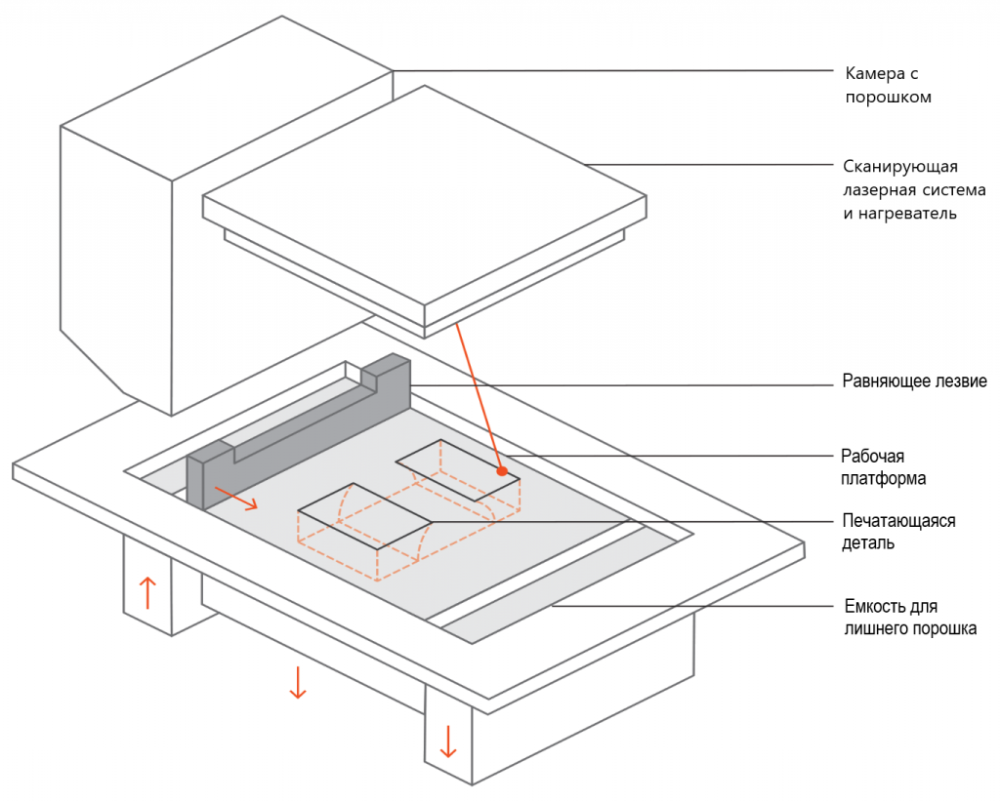 Камера с
порошком
Сканирующая
лазерная система
и нагреватель
Равняющее лезвие
Рабочая
платформа
Печатающаяся
деталь
Емкость для
лишнего порошка